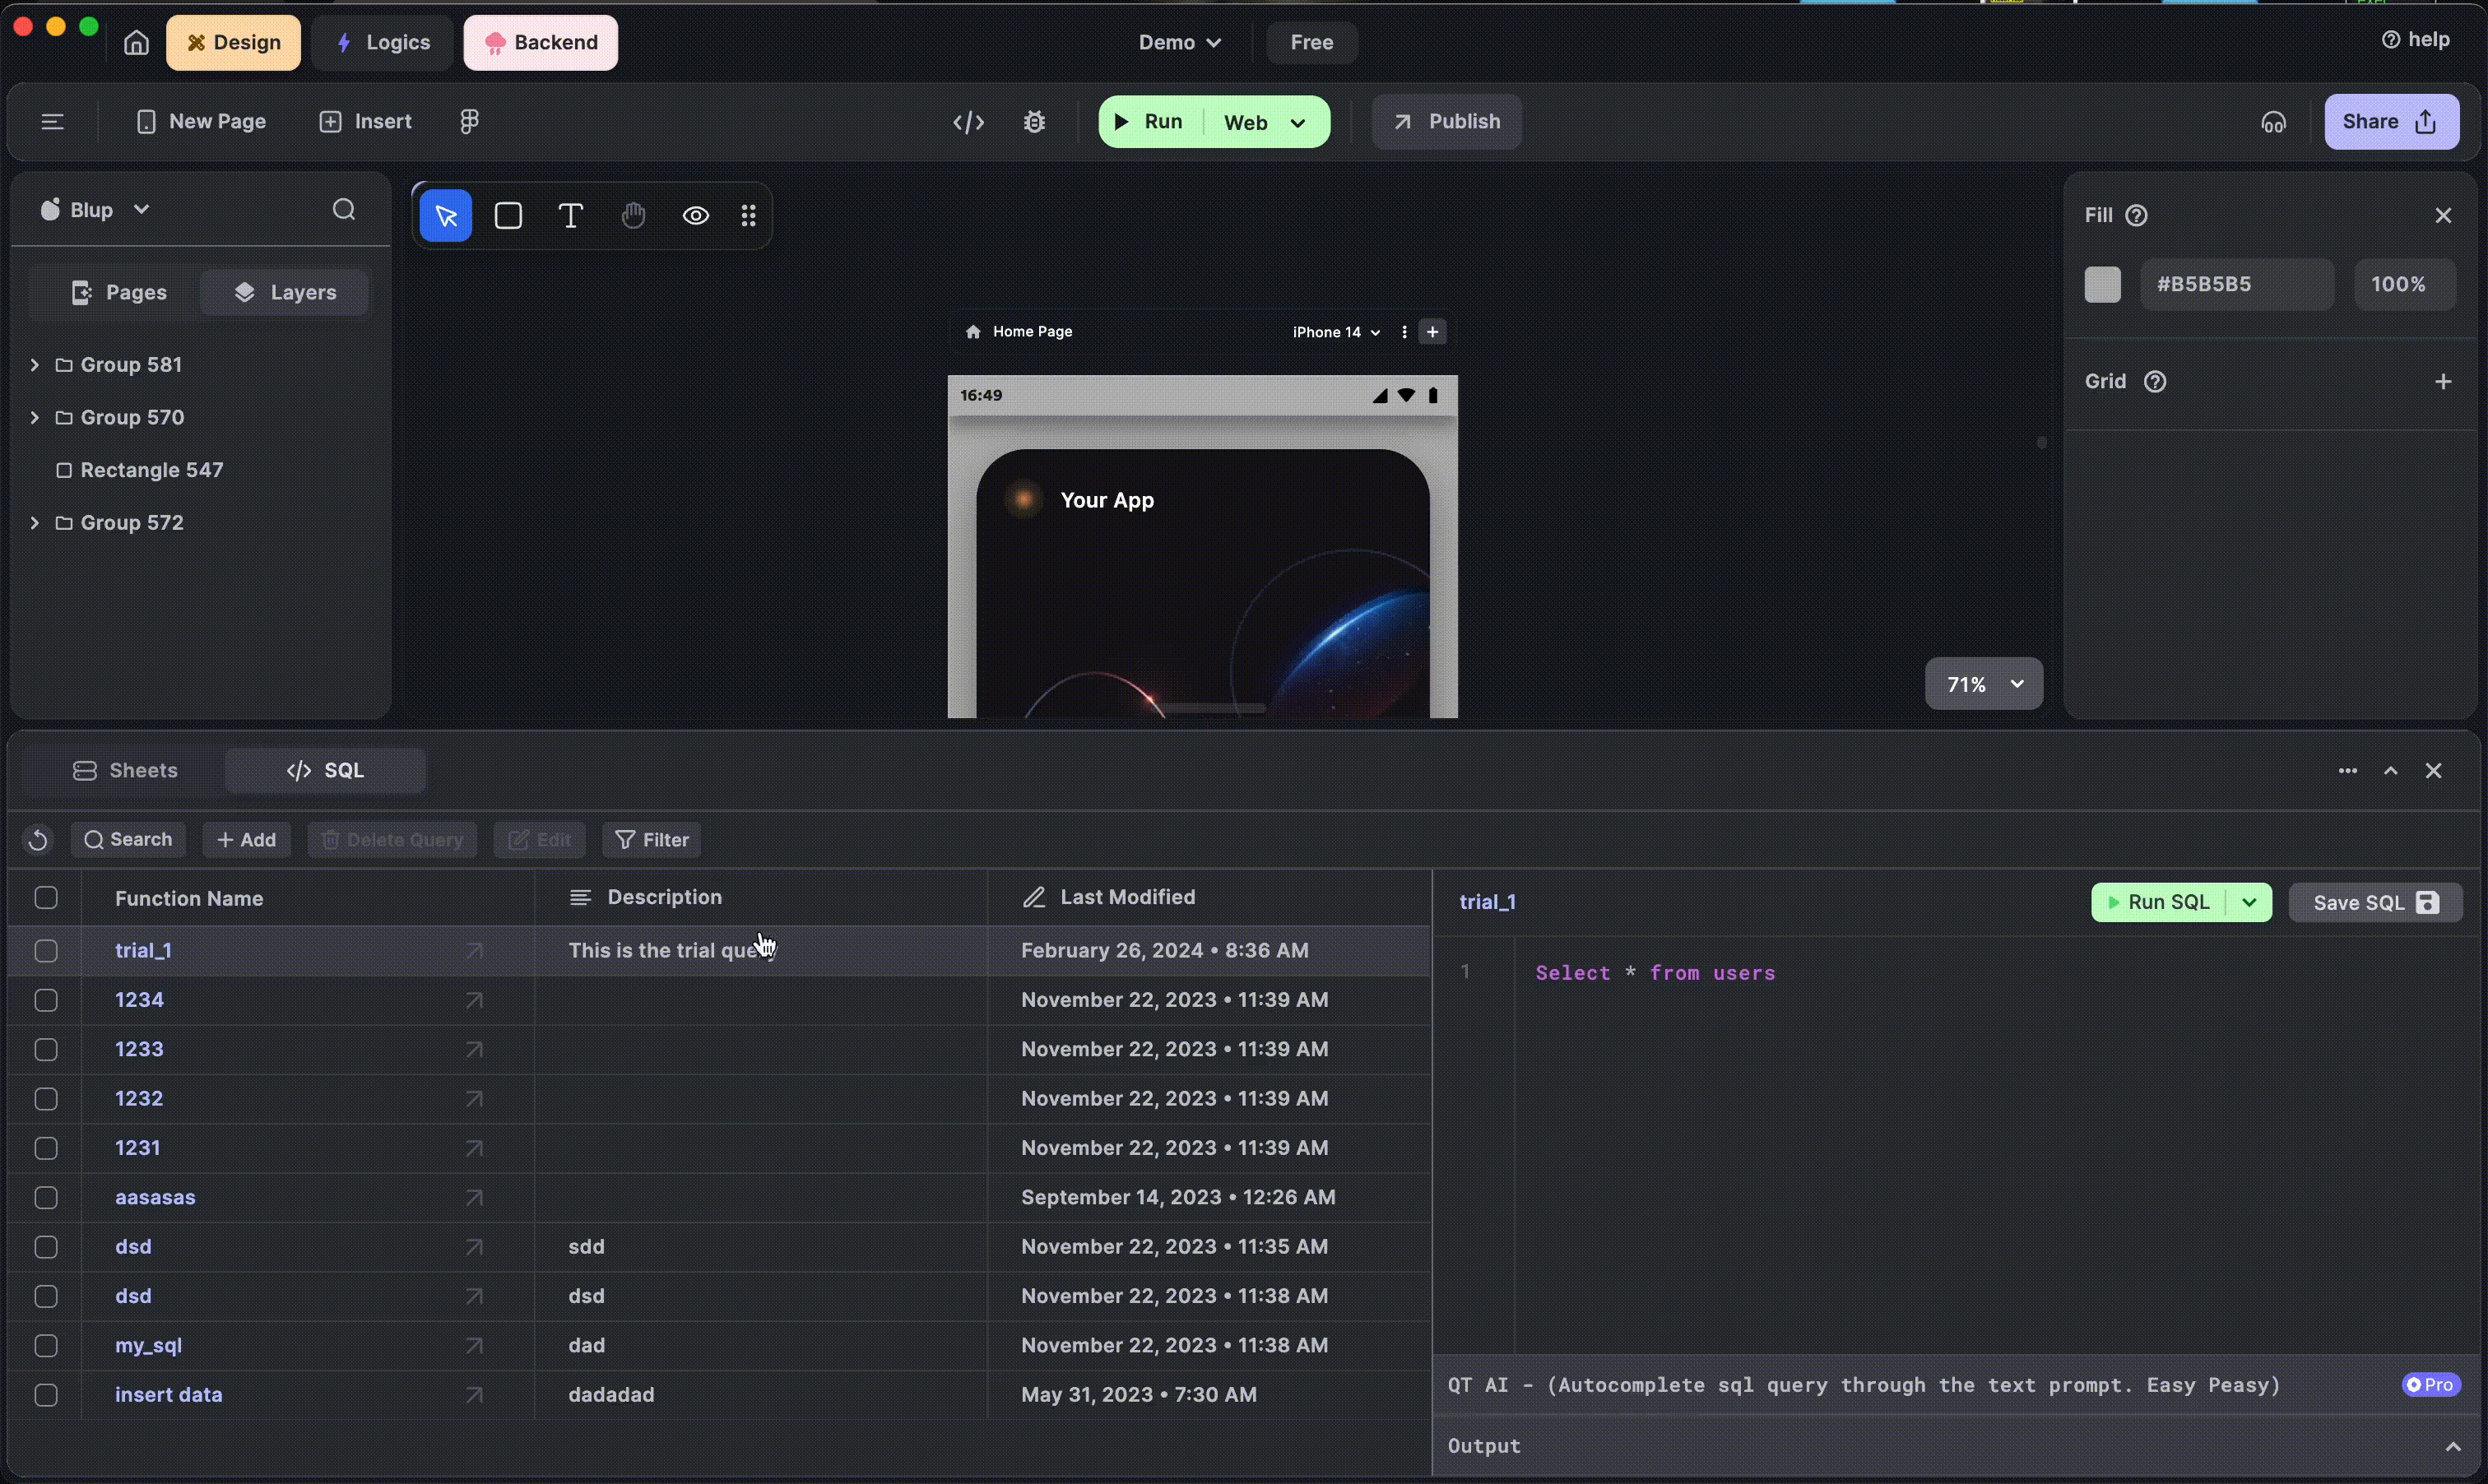 Design
Logics
Backend
Demo
Free
help
New Page
Insert
Run
Web
Publish
Share
Blup
Pages
Layers
Group 581
Group 570
Rectangle 547
Group 572
Home Page
iPhone 14
16:49
Your App
71%
Fill
#B5B5B5
100%
Grid
Sheets
SQL
Search
Add
Delete Query
Edit
Filter
Function Name Description Last Modified
trial_1 This is the trial query February 26, 2024 • 8:36 AM
1234 November 22, 2023 • 11:39 AM
1233 November 22, 2023 • 11:39 AM
1232 November 22, 2023 • 11:39 AM
1231 November 22, 2023 • 11:39 AM
aasasas September 14, 2023 • 12:26 AM
dsd sdd November 22, 2023 • 11:35 AM
dsd dsd November 22, 2023 • 11:38 AM
my_sql dad November 22, 2023 • 11:38 AM
insert data dadadad May 31, 2023 • 7:30 AM
trial_1
Run SQL
Save SQL
1 Select * from users
QT AI - (Autocomplete sql query through the text prompt. Easy Peasy)
Pro
Output